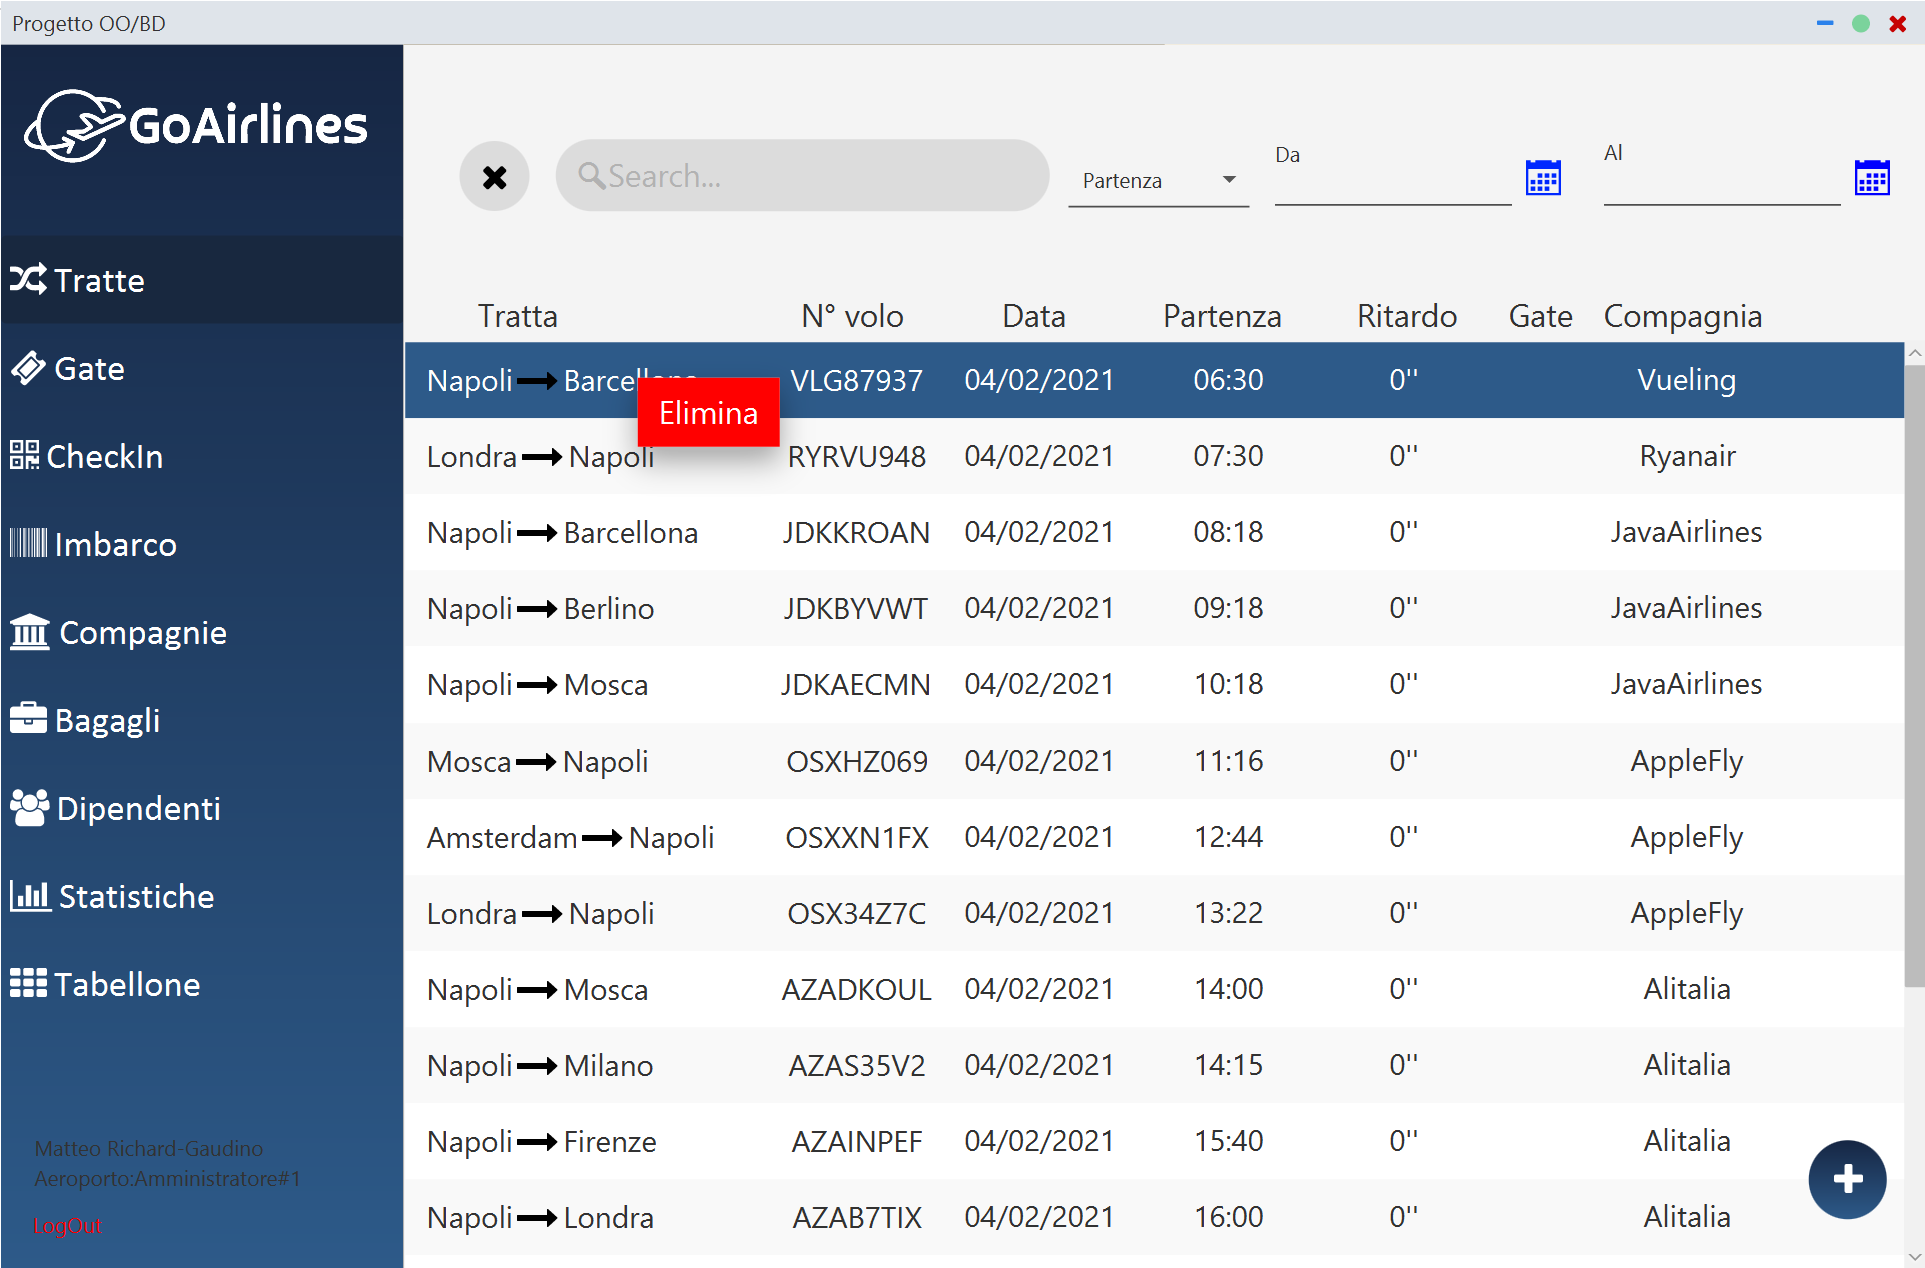 Progetto OO/BD
GoAirlines
Tratte
Gate
CheckIn
Imbarco
Compagnie
Bagagli
Dipendenti
Statistiche
Tabellone
Matteo Richard-Gaudino
Aeroporto:Amministratore#1
LogOut
Search...
Partenza
Da
Al
Tratta N° volo Data Partenza Ritardo Gate Compagnia
Napoli Barcellona VLG87937 04/02/2021 06:30 0'' Vueling
Elimina
Londra Napoli RYRVU948 04/02/2021 07:30 0'' Ryanair
Napoli Barcellona JDKKROAN 04/02/2021 08:18 0'' JavaAirlines
Napoli Berlino JDKBYVWT 04/02/2021 09:18 0'' JavaAirlines
Napoli Mosca JDKAECMN 04/02/2021 10:18 0'' JavaAirlines
Mosca Napoli OSXHZ069 04/02/2021 11:16 0'' AppleFly
Amsterdam Napoli OSXXN1FX 04/02/2021 12:44 0'' AppleFly
Londra Napoli OSX34Z7C 04/02/2021 13:22 0'' AppleFly
Napoli Mosca AZADKOUL 04/02/2021 14:00 0'' Alitalia
Napoli Milano AZAS35V2 04/02/2021 14:15 0'' Alitalia
Napoli Firenze AZAINPEF 04/02/2021 15:40 0'' Alitalia
Napoli Londra AZAB7TIX 04/02/2021 16:00 0'' Alitalia